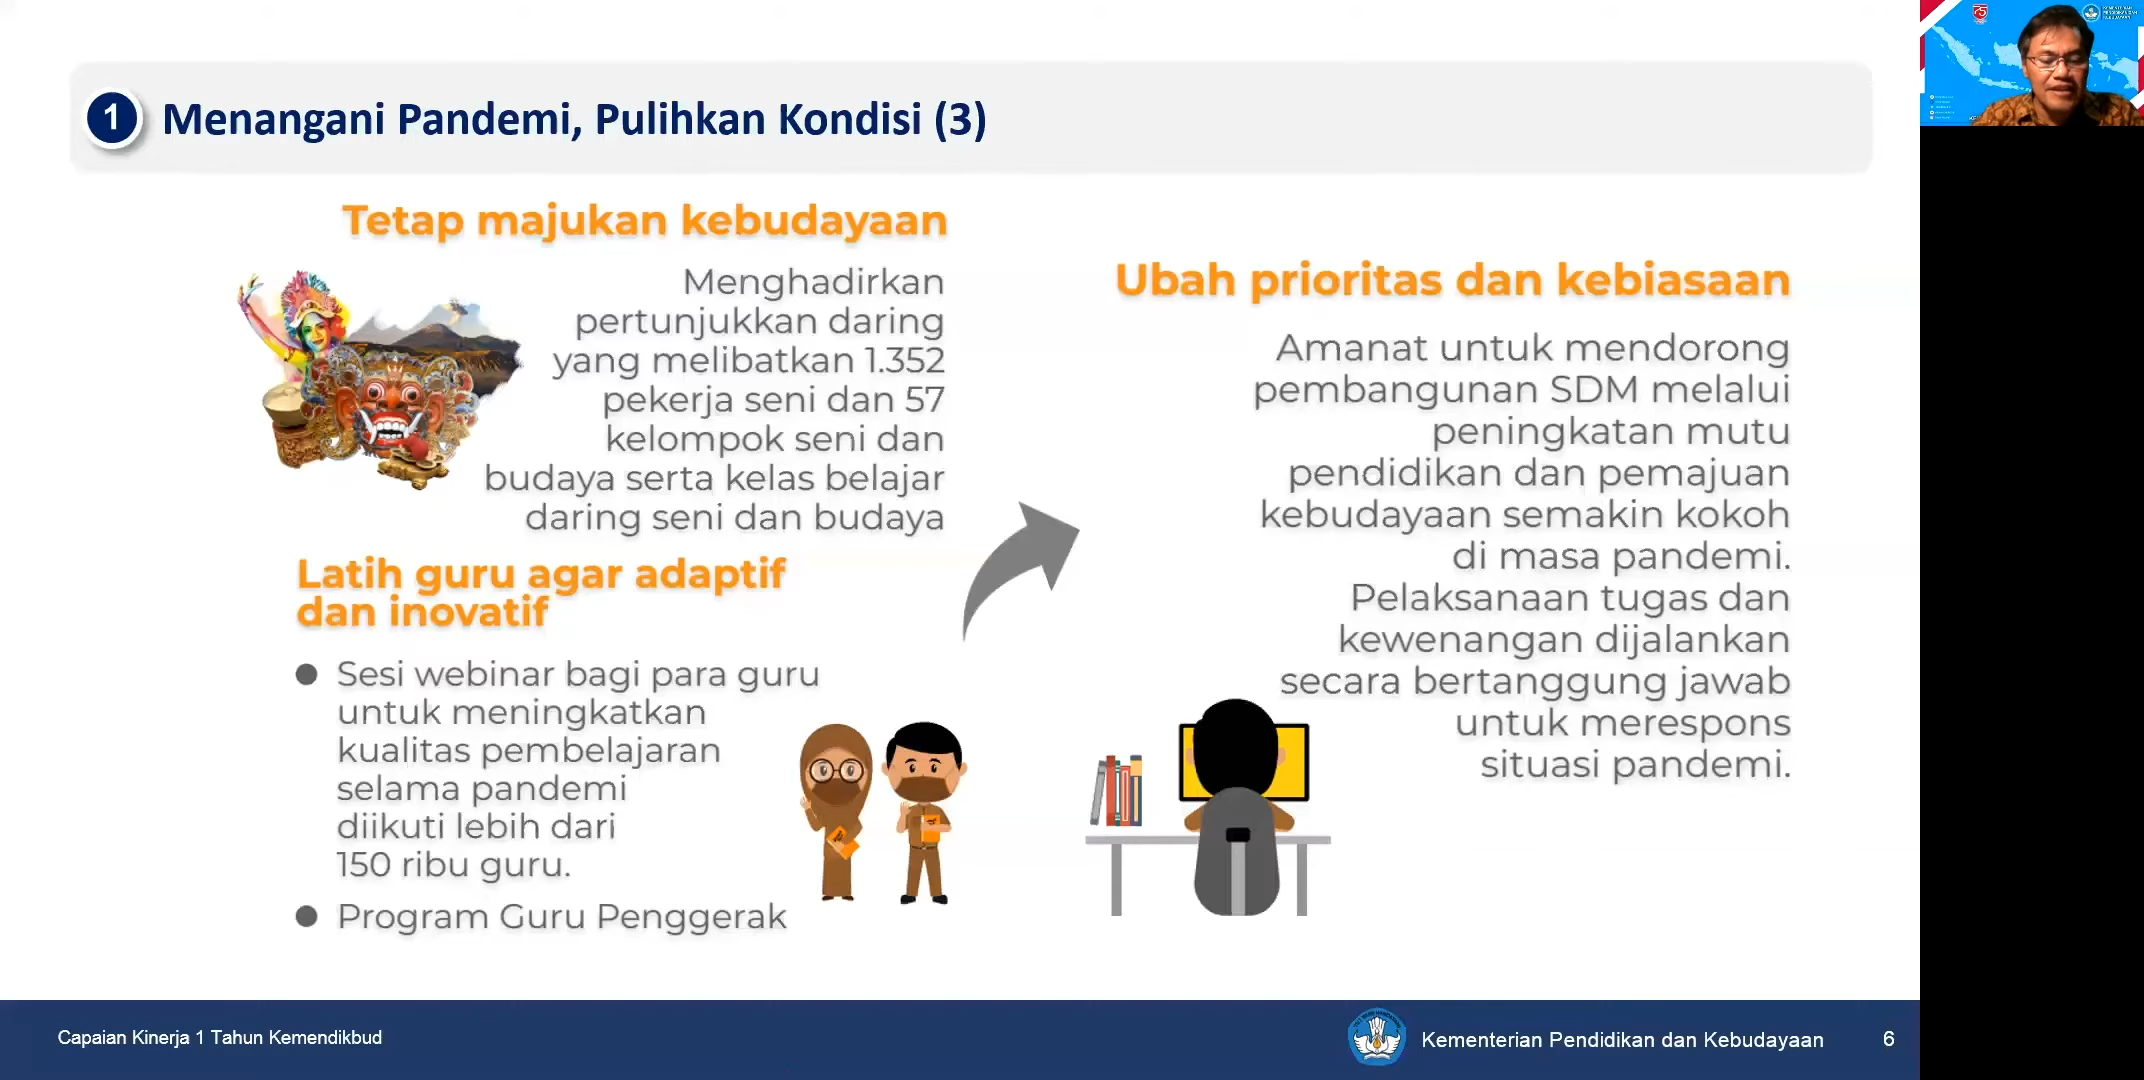 1
Menangani Pandemi, Pulihkan Kondisi (3)
Tetap majukan kebudayaan
Menghadirkan
pertunjukkan daring
yang melibatkan 1.352
pekerja seni dan 57
kelompok seni dan
budaya serta kelas belajar
daring seni dan budaya
Latih guru agar adaptif
dan inovatif
● Sesi webinar bagi para guru
untuk meningkatkan
kualitas pembelajaran
selama pandemi
diikuti lebih dari
150 ribu guru.
● Program Guru Penggerak
Ubah prioritas dan kebiasaan
Amanat untuk mendorong
pembangunan SDM melalui
peningkatan mutu
pendidikan dan pemajuan
kebudayaan semakin kokoh
di masa pandemi.
Pelaksanaan tugas dan
kewenangan dijalankan
secara bertanggung jawab
untuk merespons
situasi pandemi.
Capaian Kinerja 1 Tahun Kemendikbud
Kementerian Pendidikan dan Kebudayaan
6
75
KEMENTERIAN
PENDIDIKAN DAN
KEBUDAYAAN